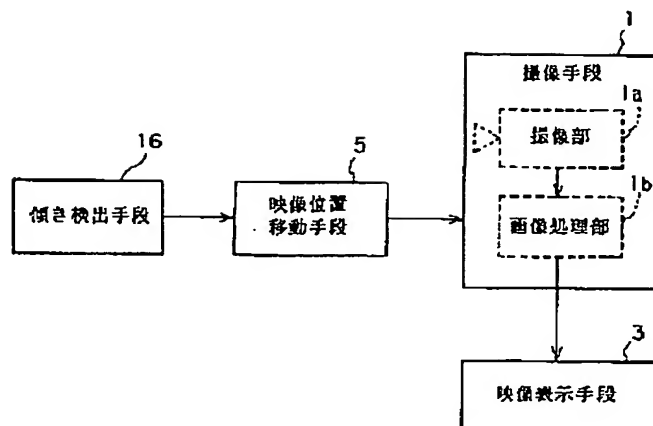 1
撮像手段
1a
撮像部
16
5
傾き検出手段
映像位置
移動手段
1b
画像処理部
3
映像表示手段